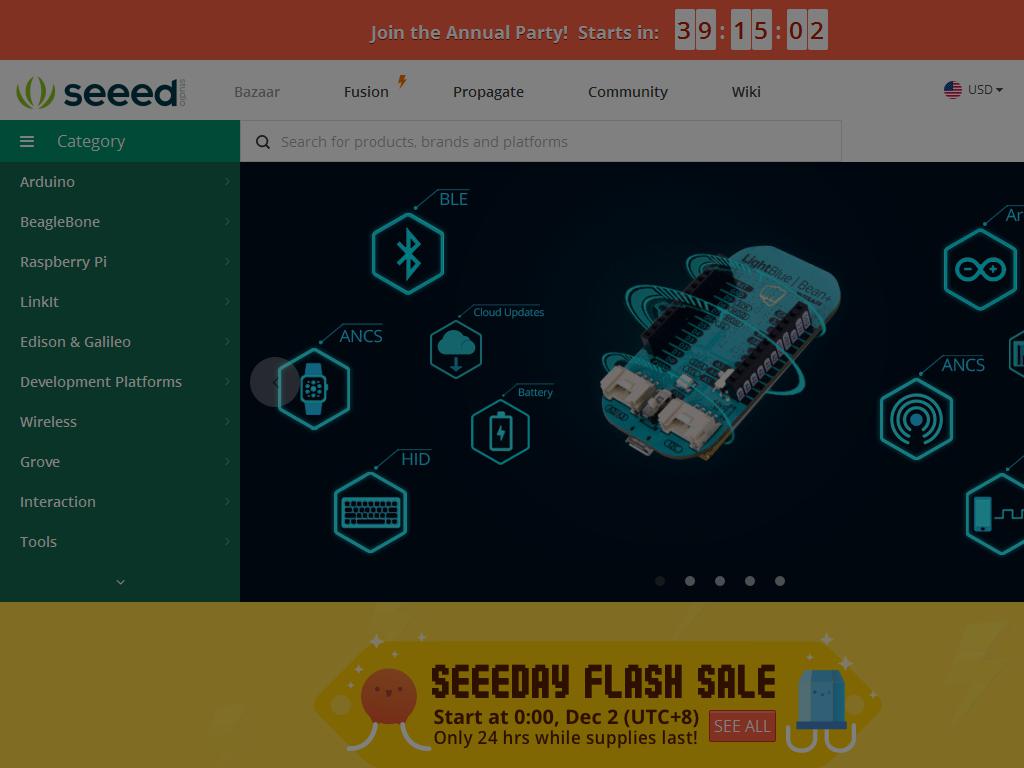 Join the Annual Party! Starts in: 39:15:02
seeed studio
Bazaar Fusion Propagate Community Wiki USD
Category
Search for products, brands and platforms
Arduino
BeagleBone
Raspberry Pi
LinkIt
Edison & Galileo
Development Platforms
Wireless
Grove
Interaction
Tools
BLE
Cloud Updates
ANCS
Battery
HID
LightBlue | Bean+
Ar
ANCS
SEEEDAY FLASH SALE
Start at 0:00, Dec 2 (UTC+8)
Only 24 hrs while supplies last!
SEE ALL